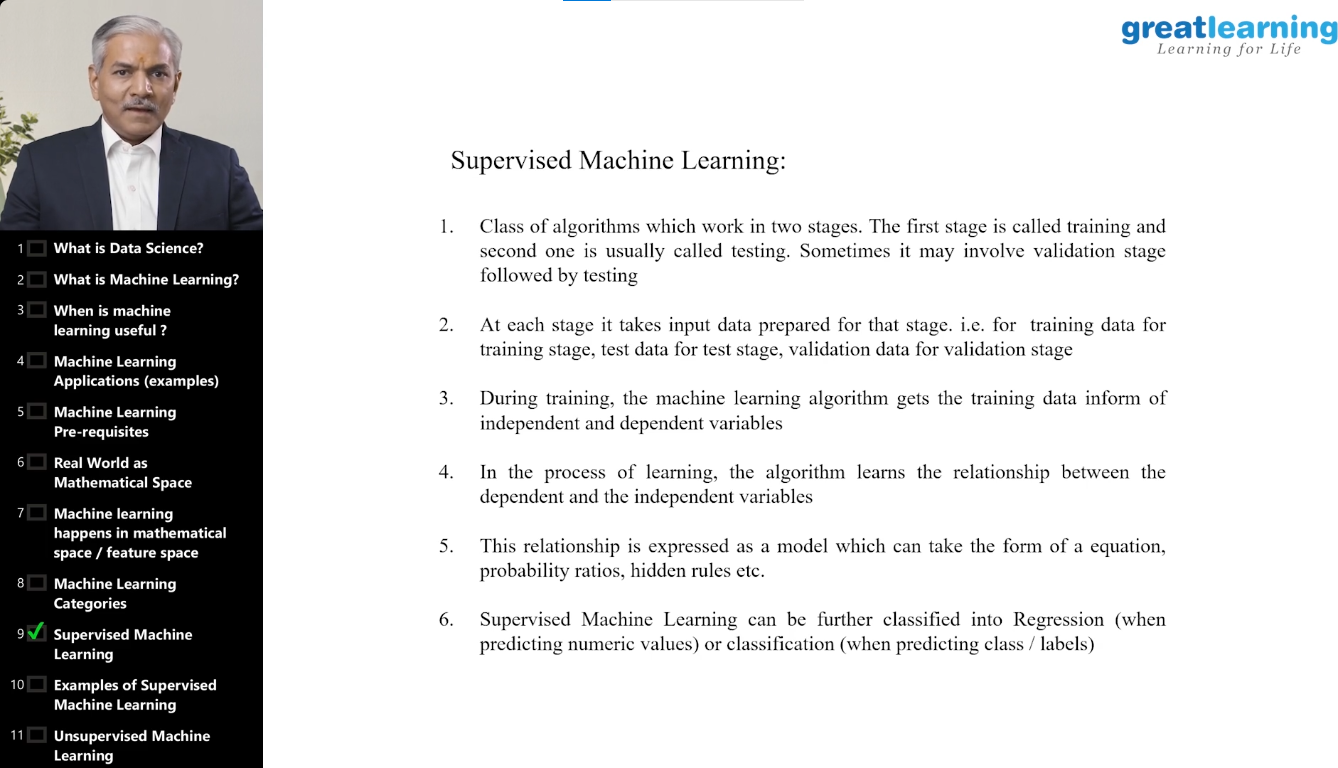 greatlearning
Learning for Life
1 What is Data Science?
2 What is Machine Learning?
3 When is machine
learning useful ?
4 Machine Learning
Applications (examples)
5 Machine Learning
Pre-requisites
6 Real World as
Mathematical Space
7 Machine learning
happens in mathematical
space / feature space
8 Machine Learning
Categories
9 Supervised Machine
Learning
10 Examples of Supervised
Machine Learning
11 Unsupervised Machine
Learning
Supervised Machine Learning:
1. Class of algorithms which work in two stages. The first stage is called training and
second one is usually called testing. Sometimes it may involve validation stage
followed by testing
2. At each stage it takes input data prepared for that stage. i.e. for training data for
training stage, test data for test stage, validation data for validation stage
3. During training, the machine learning algorithm gets the training data inform of
independent and dependent variables
4. In the process of learning, the algorithm learns the relationship between the
dependent and the independent variables
5. This relationship is expressed as a model which can take the form of a equation,
probability ratios, hidden rules etc.
6. Supervised Machine Learning can be further classified into Regression (when
predicting numeric values) or classification (when predicting class / labels)